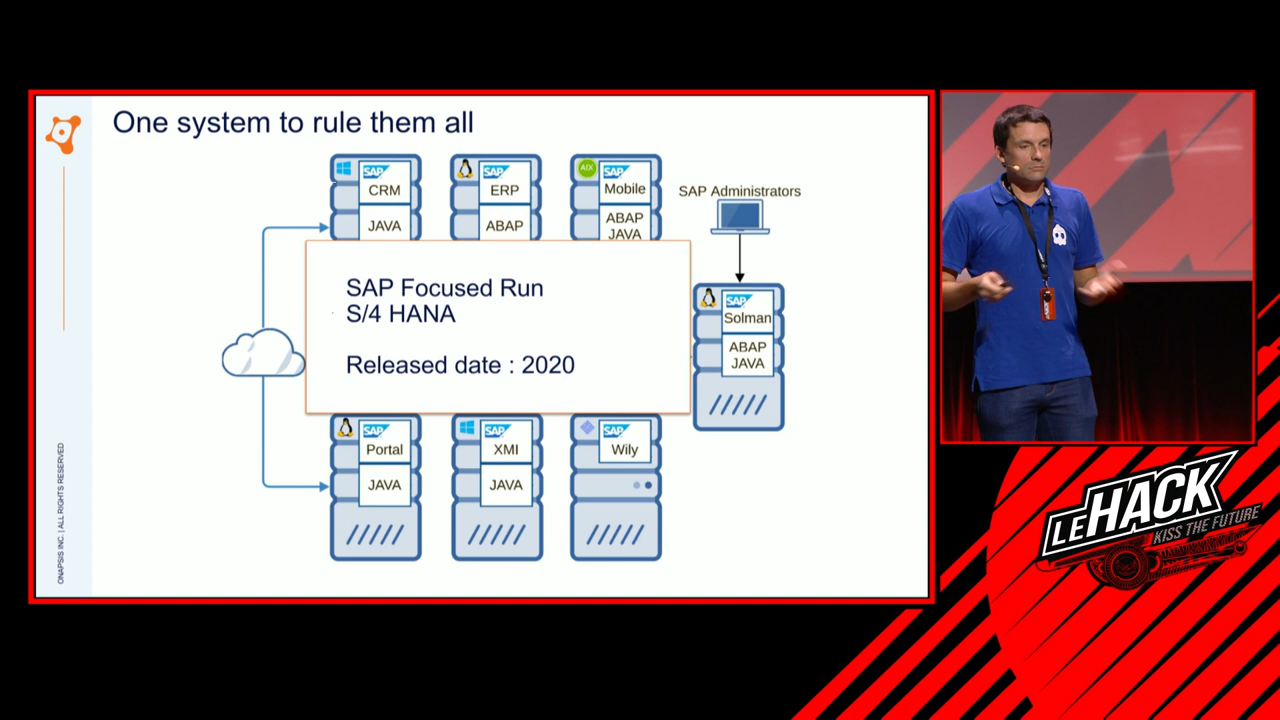 One system to rule them all
SAP
CRM
JAVA
SAP
ERP
ABAP
AIX
SAP
Mobile
ABAP
JAVA
SAP Administrators
SAP Focused Run
S/4 HANA
Released date : 2020
SAP
Solman
ABAP
JAVA
SAP
Portal
JAVA
SAP
XMI
JAVA
SAP
Wily
ONAPSIS INC. | ALL RIGHTS RESERVED
LEHACK
KISS THE FUTURE